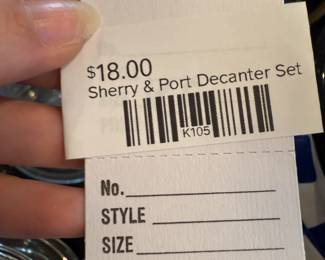 $18.00
Sherry & Port Decanter Set
K105
No.
STYLE
SIZE